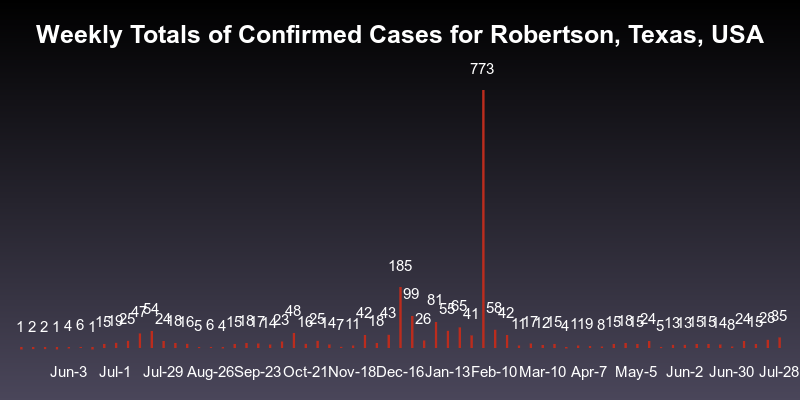 Weekly Totals of Confirmed Cases for Robertson, Texas, USA
773
185
1 2 2 1 4 6 1 15 19 25 47 54 24 18 16 5 6 4 15 18 17 14 23 48 16 25 14 7 11 42 18 43 99 26 81 55 65 41 58 42 11 17 12 15 4 11 9 8 15 18 15 24 5 13 13 15 15 14 8 24 15 28 35
Jun-3 Jul-1 Jul-29 Aug-26 Sep-23 Oct-21 Nov-18 Dec-16 Jan-13 Feb-10 Mar-10 Apr-7 May-5 Jun-2 Jun-30 Jul-28